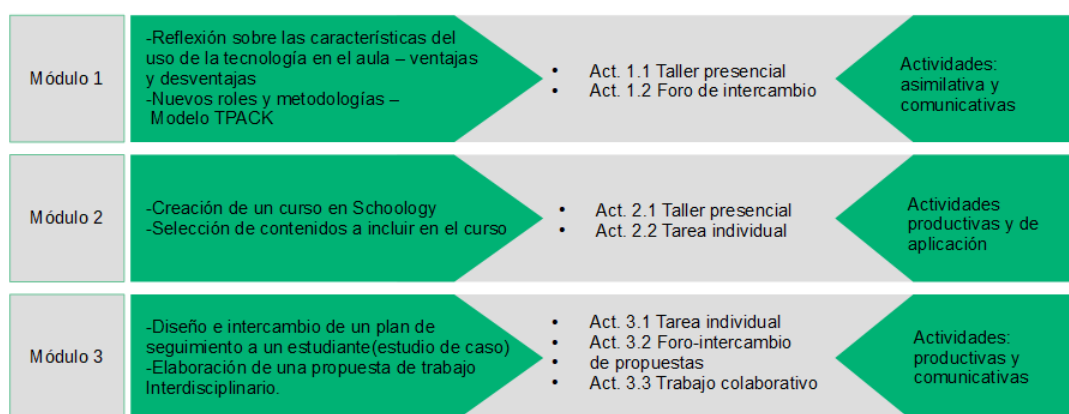 Módulo 1
-Reflexión sobre las características del
uso de la tecnología en el aula – ventajas
y desventajas
-Nuevos roles y metodologías –
Modelo TPACK
• Act. 1.1 Taller presencial
• Act. 1.2 Foro de intercambio
Actividades:
asimilativa y
comunicativas
Módulo 2
-Creación de un curso en Schoology
-Selección de contenidos a incluir en el curso
• Act. 2.1 Taller presencial
• Act. 2.2 Tarea individual
Actividades
productivas y de
aplicación
Módulo 3
-Diseño e intercambio de un plan de
seguimiento a un estudiante(estudio de caso)
-Elaboración de una propuesta de trabajo
Interdisciplinario.
• Act. 3.1 Tarea individual
• Act. 3.2 Foro-intercambio
• de propuestas
• Act. 3.3 Trabajo colaborativo
Actividades:
productivas y
comunicativas